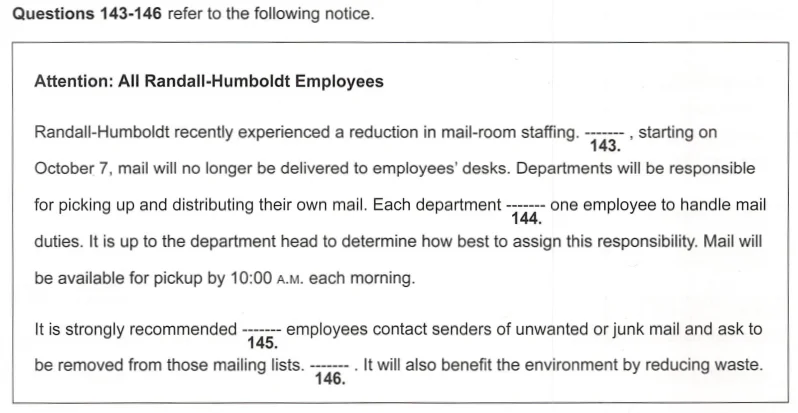 Questions 143-146 refer to the following notice.
Attention: All Randall-Humboldt Employees
Randall-Humboldt recently experienced a reduction in mail-room staffing. ------- , starting on
143.
October 7, mail will no longer be delivered to employees' desks. Departments will be responsible
for picking up and distributing their own mail. Each department ------- one employee to handle mail
144.
duties. It is up to the department head to determine how best to assign this responsibility. Mail will
be available for pickup by 10:00 A.M. each morning.
It is strongly recommended ------- employees contact senders of unwanted or junk mail and ask to
145.
be removed from those mailing lists. ------- . It will also benefit the environment by reducing waste.
146.